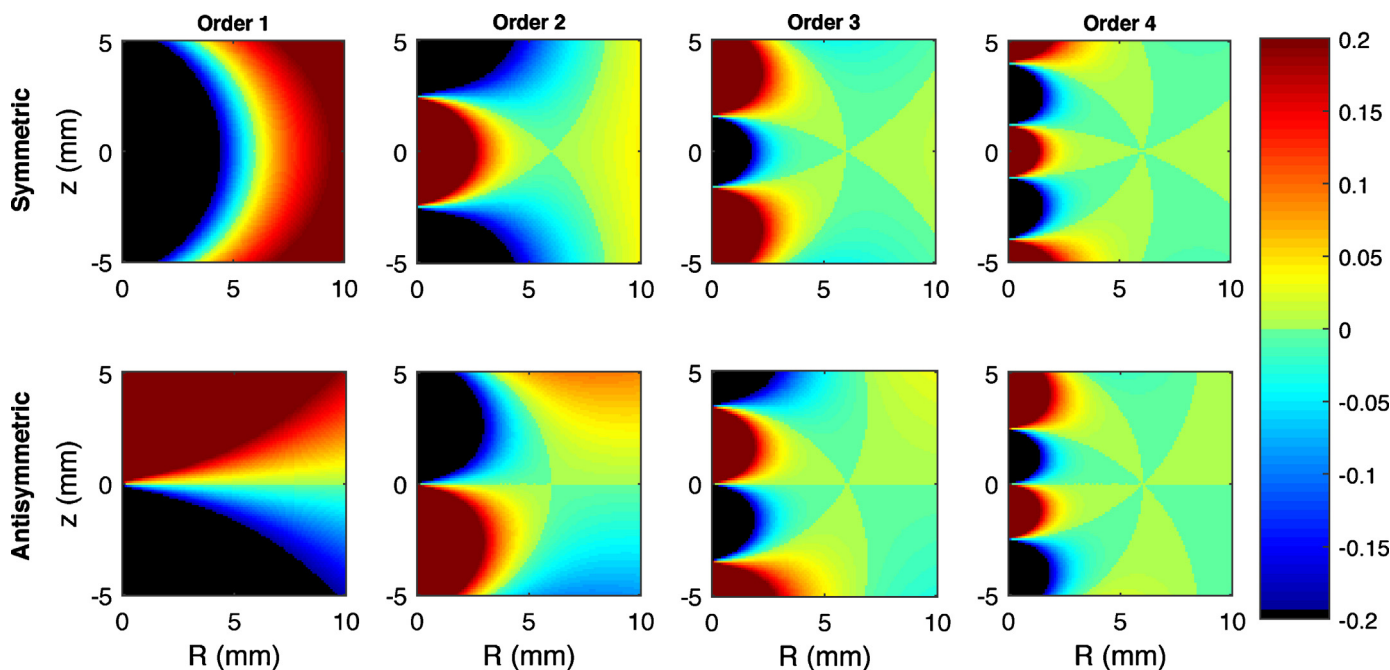 Order 1 Order 2 Order 3 Order 4
Symmetric
z (mm)
5 5 5 5
0 0 0 0
-5 -5 -5 -5
0 5 10 0 5 10 0 5 10 0 5 10
Antisymmetric
z (mm)
5 5 5 5
0 0 0 0
-5 -5 -5 -5
0 5 10 0 5 10 0 5 10 0 5 10
R (mm) R (mm) R (mm) R (mm)
0.2
0.15
0.1
0.05
0
-0.05
-0.1
-0.15
-0.2